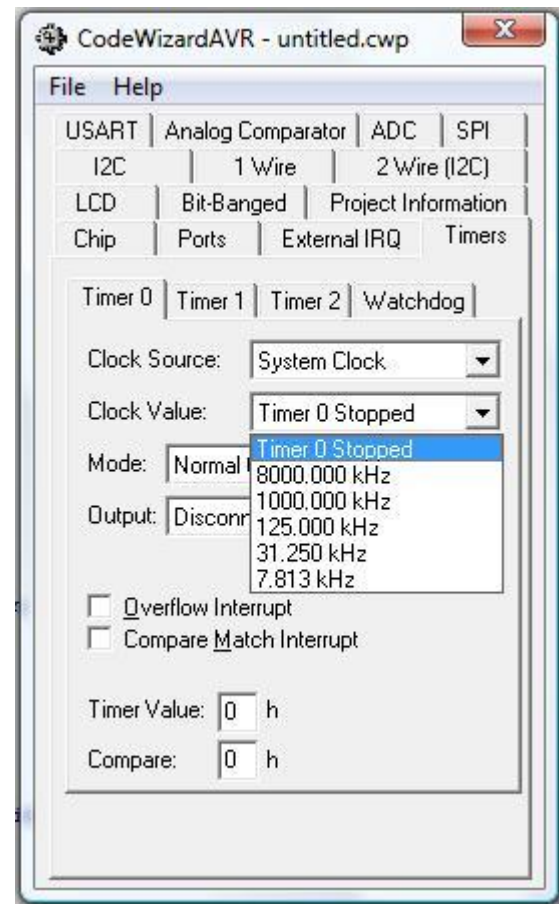 CodeWizardAVR - untitled.cwp
File Help
USART Analog Comparator ADC SPI
I2C 1 Wire 2 Wire (I2C)
LCD Bit-Banged Project Information
Chip Ports External IRQ Timers
Timer 0 Timer 1 Timer 2 Watchdog
Clock Source: System Clock
Clock Value: Timer 0 Stopped
Timer 0 Stopped
8000.000 kHz
1000.000 kHz
125.000 kHz
31.250 kHz
7.813 kHz
Mode: Normal
Output: Disconn
Overflow Interrupt
Compare Match Interrupt
Timer Value: 0 h
Compare: 0 h